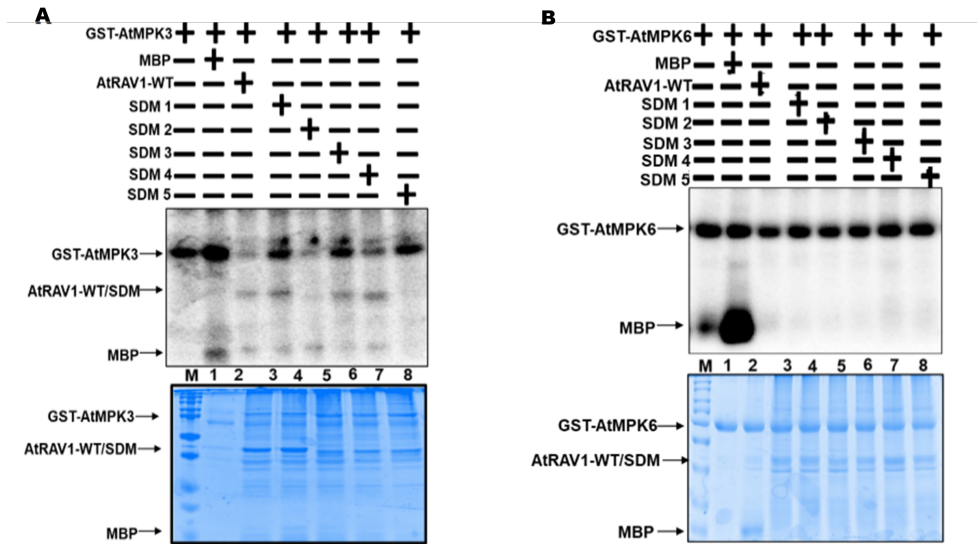 A
GST-AtMPK3
MBP
AtRAV1-WT
SDM 1
SDM 2
SDM 3
SDM 4
SDM 5
GST-AtMPK3
AtRAV1-WT/SDM
MBP
M 1 2 3 4 5 6 7 8
GST-AtMPK3
AtRAV1-WT/SDM
MBP
B
GST-AtMPK6
MBP
AtRAV1-WT
SDM 1
SDM 2
SDM 3
SDM 4
SDM 5
GST-AtMPK6
MBP
M 1 2 3 4 5 6 7 8
GST-AtMPK6
AtRAV1-WT/SDM
MBP